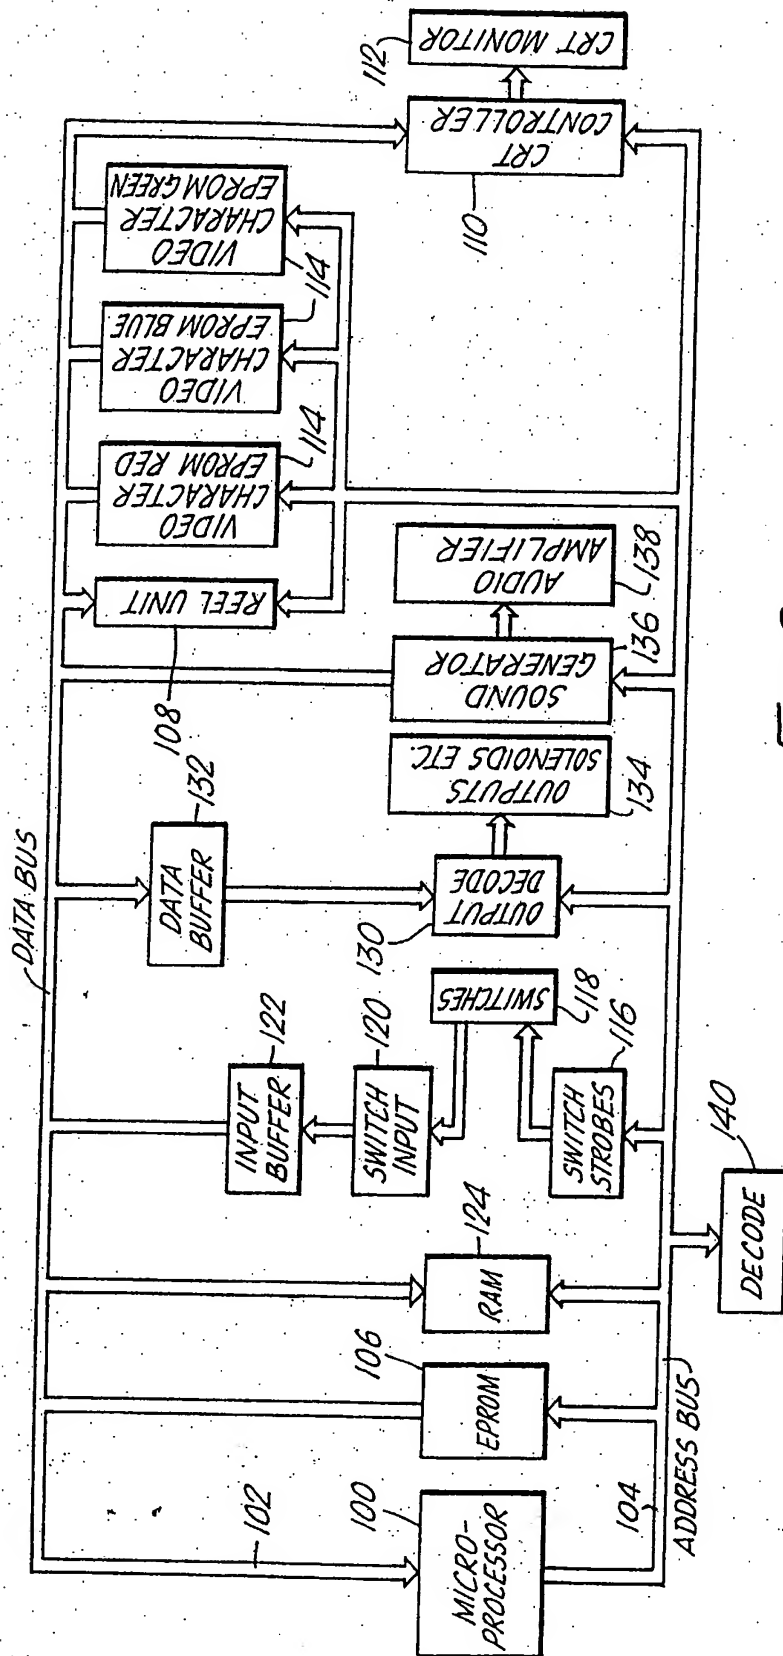 DATA BUS
102
100
MICRO-
PROCESSOR
104
ADDRESS BUS
106
EPROM
124
RAM
DECODE
140
122
INPUT
BUFFER
120
SWITCH
INPUT
SWITCH
STROBES
116
SWITCHES
118
132
DATA
BUFFER
130
OUTPUT
DECODE
OUTPUTS
SOLENOIDS ETC.
134
SOUND
GENERATOR
136
AUDIO
AMPLIFIER
138
108
REEL UNIT
VIDEO
CHARACTER
EPROM RED
114
VIDEO
CHARACTER
EPROM BLUE
114
VIDEO
CHARACTER
EPROM GREEN
114
110
CRT
CONTROLLER
112
CRT MONITOR